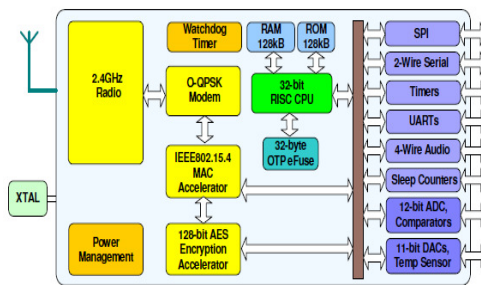 Watchdog
Timer
RAM
128kB
ROM
128kB
SPI
2.4GHz
Radio
O-QPSK
Modem
32-bit
RISC CPU
2-Wire Serial
Timers
UARTs
32-byte
OTP eFuse
4-Wire Audio
IEEE802.15.4
MAC
Accelerator
Sleep Counters
XTAL
12-bit ADC,
Comparators
Power
Management
128-bit AES
Encryption
Accelerator
11-bit DACs,
Temp Sensor